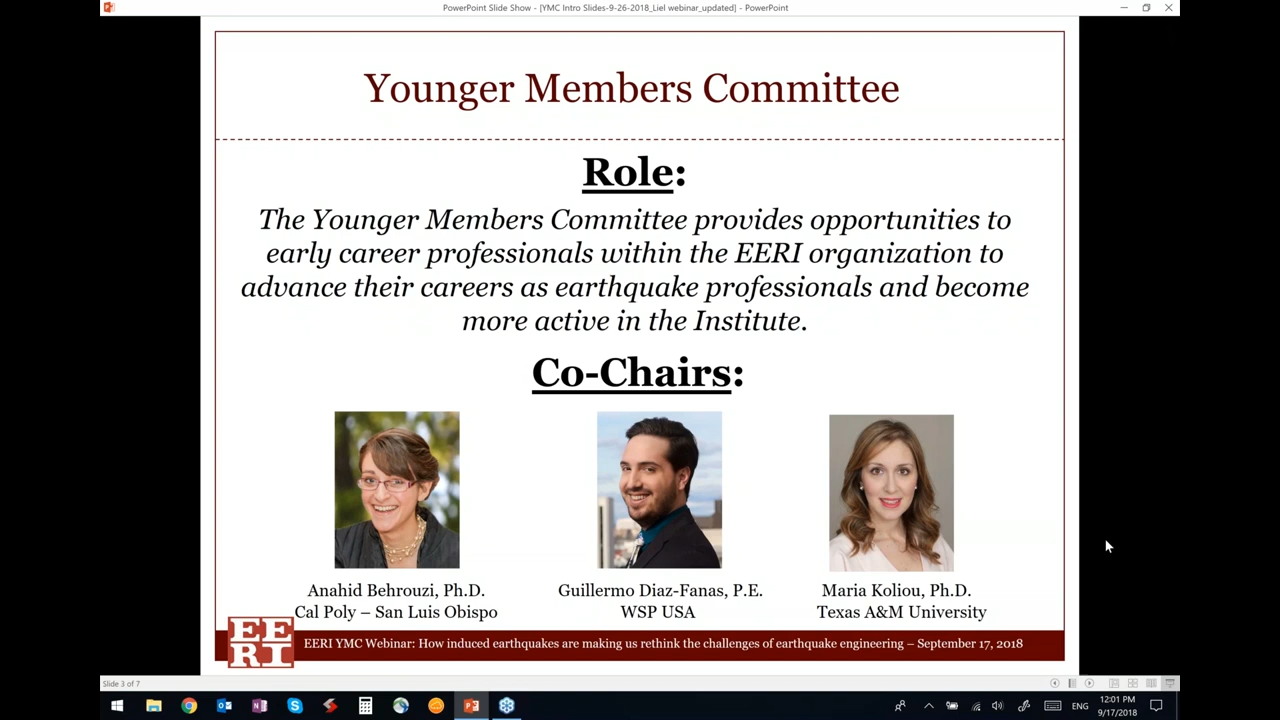 PowerPoint Slide Show - [YMC Intro Slides-9-26-2018_Liel webinar_updated] - PowerPoint
Younger Members Committee
Role:
The Younger Members Committee provides opportunities to
early career professionals within the EERI organization to
advance their careers as earthquake professionals and become
more active in the Institute.
Co-Chairs:
Anahid Behrouzi, Ph.D.
Cal Poly – San Luis Obispo
Guillermo Diaz-Fanas, P.E.
WSP USA
Maria Koliou, Ph.D.
Texas A&M University
EE
RI
EERI YMC Webinar: How induced earthquakes are making us rethink the challenges of earthquake engineering – September 17, 2018
Slide 3 of 7
ENG
12:01 PM
9/17/2018